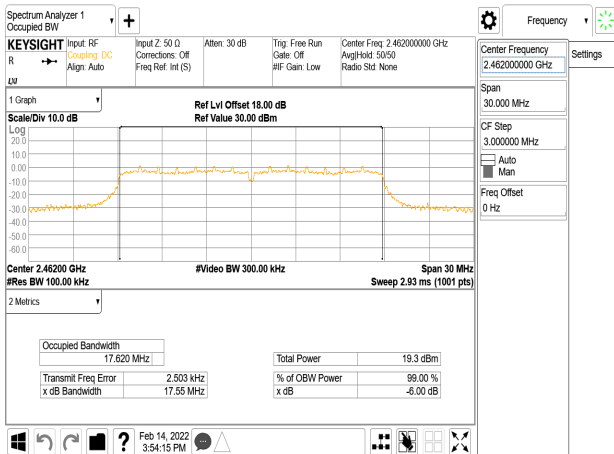 Spectrum Analyzer 1
Occupied BW
Frequency
KEYSIGHT
R
Input: RF
Coupling: DC
Align: Auto
Input Z: 50 Ω
Corrections: Off
Freq Ref: Int (S)
Atten: 30 dB
Trig: Free Run
Gate: Off
#IF Gain: Low
Center Freq: 2.462000000 GHz
Avg|Hold: 50/50
Radio Std: None
Center Frequency
2.462000000 GHz
Settings
Span
30.000 MHz
CF Step
3.000000 MHz
Auto
Man
Freq Offset
0 Hz
1 Graph
Scale/Div 10.0 dB
Ref Lvl Offset 18.00 dB
Ref Value 30.00 dBm
Log
20.0
10.0
0.00
-10.0
-20.0
-30.0
-40.0
-50.0
-60.0
Center 2.46200 GHz
#Res BW 100.00 kHz
#Video BW 300.00 kHz
Span 30 MHz
Sweep 2.93 ms (1001 pts)
2 Metrics
Occupied Bandwidth
17.620 MHz
Transmit Freq Error 2.503 kHz
x dB Bandwidth 17.55 MHz
Total Power 19.3 dBm
% of OBW Power 99.00 %
x dB -6.00 dB
?
Feb 14, 2022
3:54:15 PM